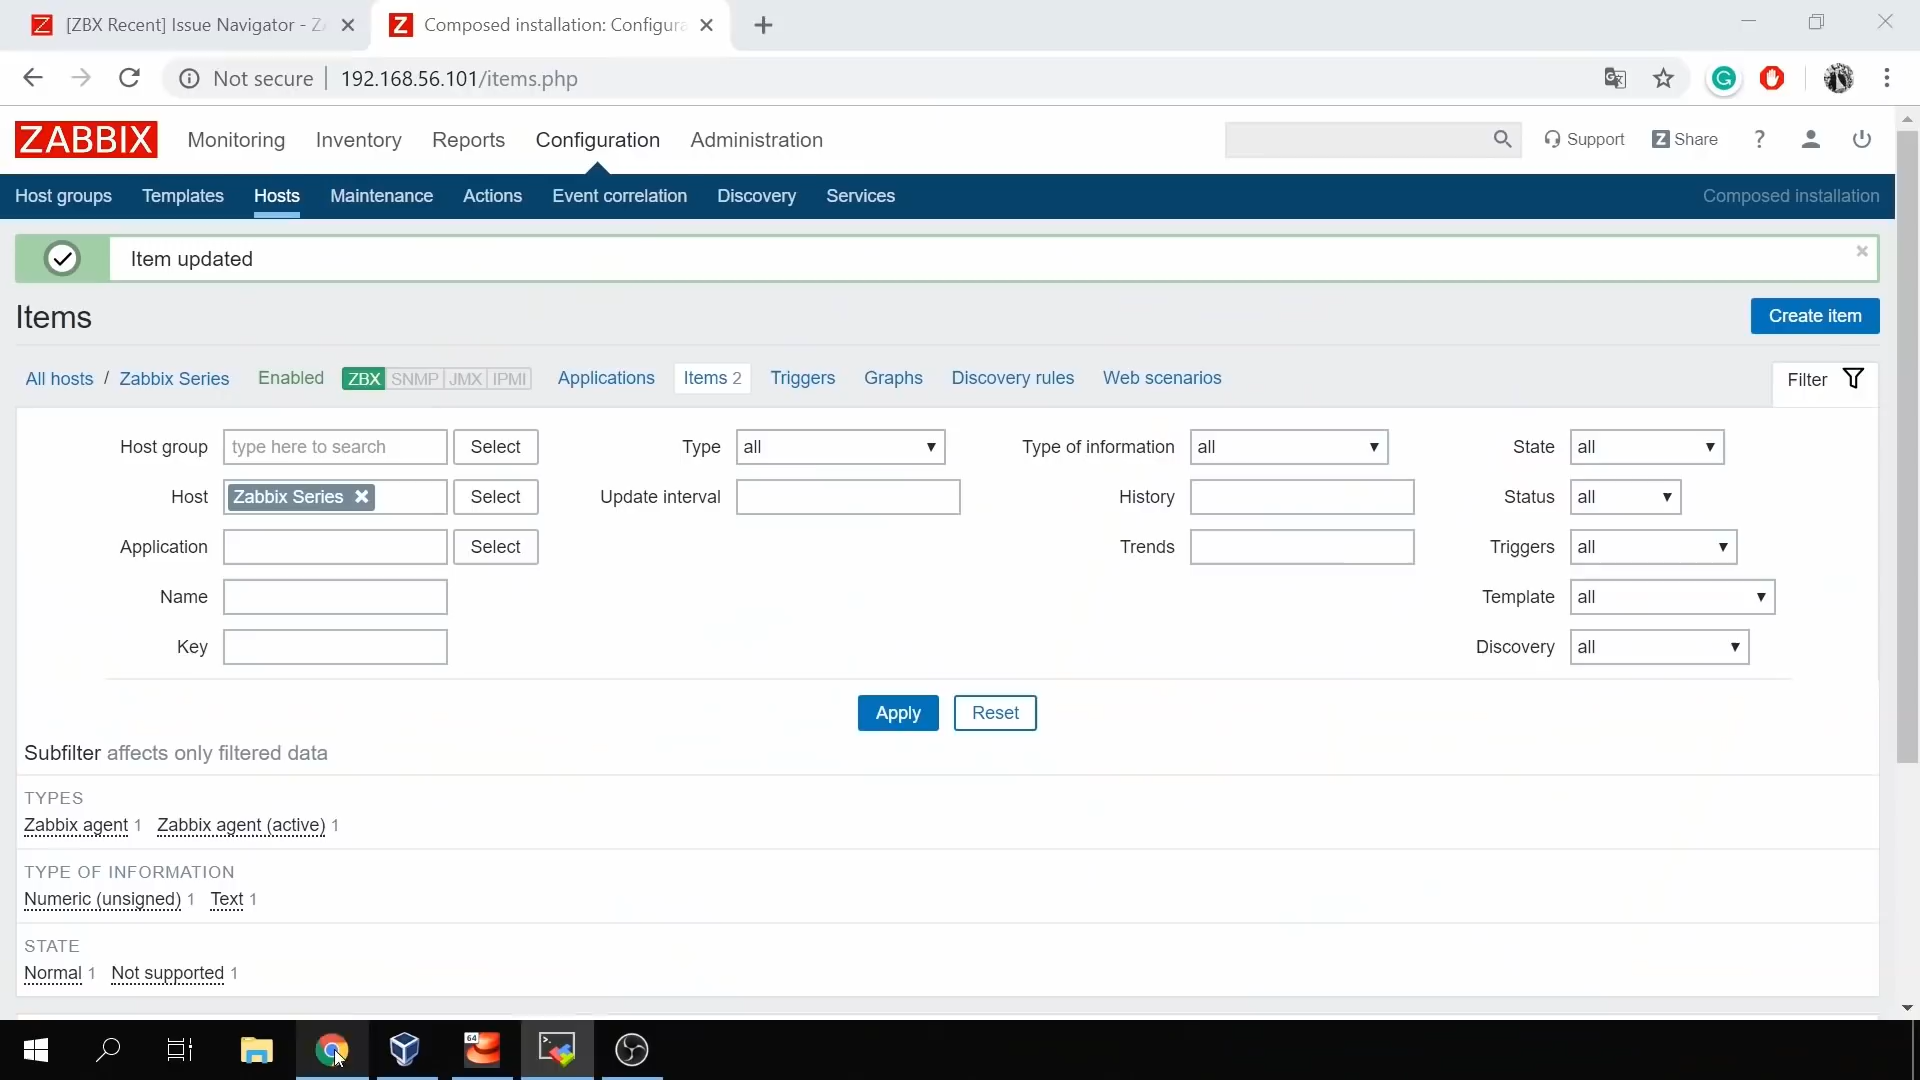 [ZBX Recent] Issue Navigator - Z
Composed installation: Configura
Not secure | 192.168.56.101/items.php
ZABBIX Monitoring Inventory Reports Configuration Administration Support Z Share ?
Host groups Templates Hosts Maintenance Actions Event correlation Discovery Services Composed installation
Item updated
Items Create item
All hosts / Zabbix Series Enabled ZBX SNMP JMX IPMI Applications Items 2 Triggers Graphs Discovery rules Web scenarios Filter
Host group type here to search Select Type all Type of information all State all
Host Zabbix Series Select Update interval History Status all
Application Select Trends Triggers all
Name Template all
Key Discovery all
Apply Reset
Subfilter affects only filtered data
TYPES
Zabbix agent 1 Zabbix agent (active) 1
TYPE OF INFORMATION
Numeric (unsigned) 1 Text 1
STATE
Normal 1 Not supported 1
64